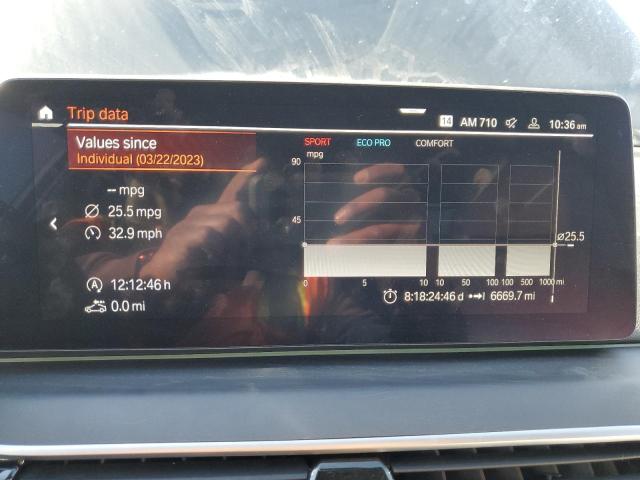 Trip data
14 AM 710 10:36 am
Values since
Individual (03/22/2023)
-- mpg
Ø 25.5 mpg
32.9 mph
12:12:46 h
0.0 mi
SPORT ECO PRO COMFORT
mpg
90
45
ø25.5
0 5 10 10 50 100 100 500 1000 mi
8:18:24:46 d 6669.7 mi